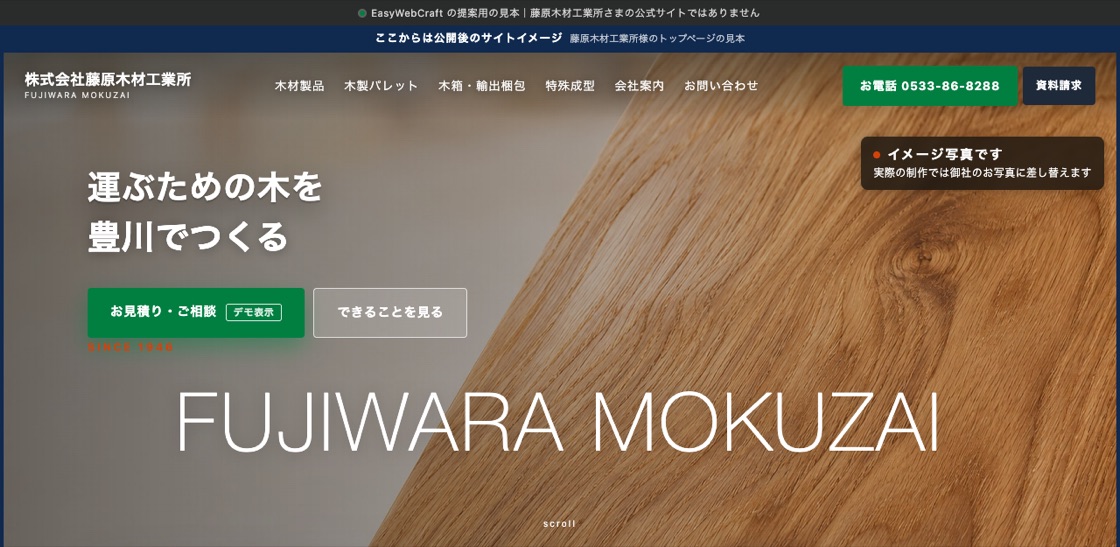 EasyWebCraft の提案用の見本｜藤原木材工業所さまの公式サイトではありません
ここからは公開後のサイトイメージ 藤原木材工業所様のトップページの見本
株式会社藤原木材工業所
FUJIWARA MOKUZAI
木材製品 木製パレット 木箱・輸出梱包 特殊成型 会社案内 お問い合わせ
お電話 0533-86-8288
資料請求
イメージ写真です
実際の制作では御社のお写真に差し替えます
運ぶための木を
豊川でつくる
お見積り・ご相談 デモ表示
できることを見る
FUJIWARA MOKUZAI
scroll